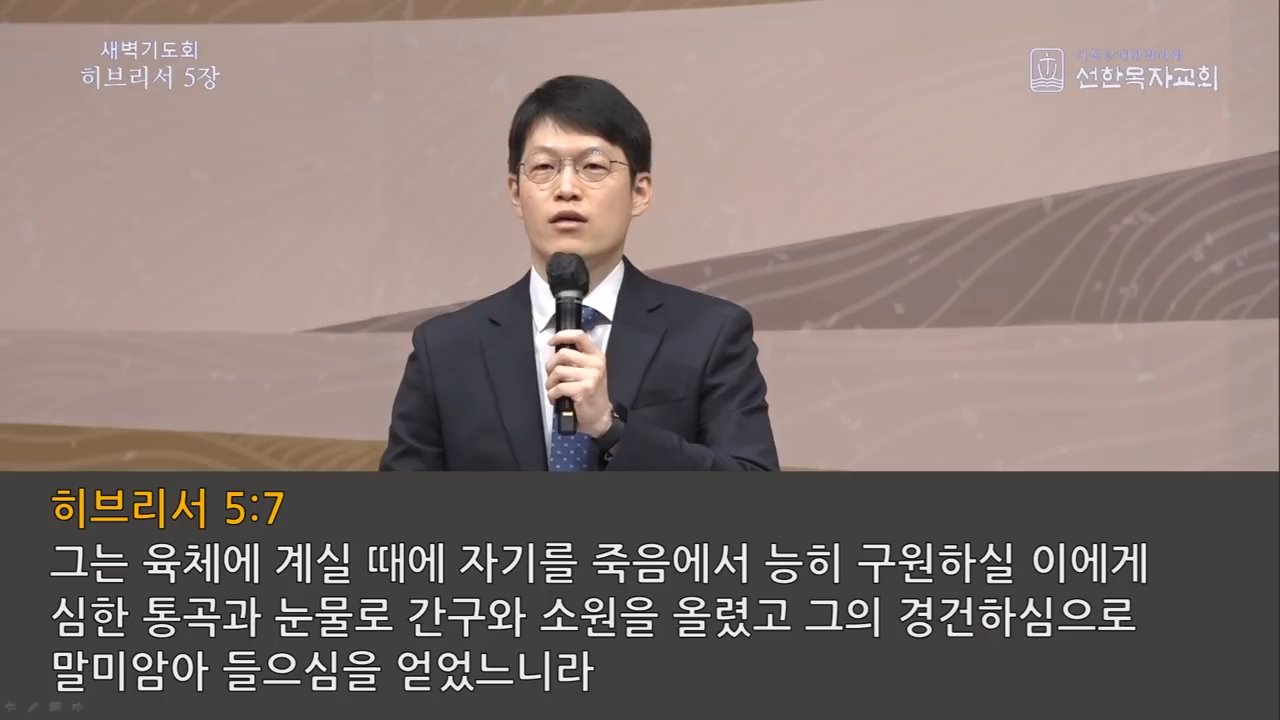 새벽기도회
히브리서 5장
선한목자교회
히브리서 5:7
그는 육체에 계실 때에 자기를 죽음에서 능히 구원하실 이에게
심한 통곡과 눈물로 간구와 소원을 올렸고 그의 경건하심으로
말미암아 들으심을 얻었느니라